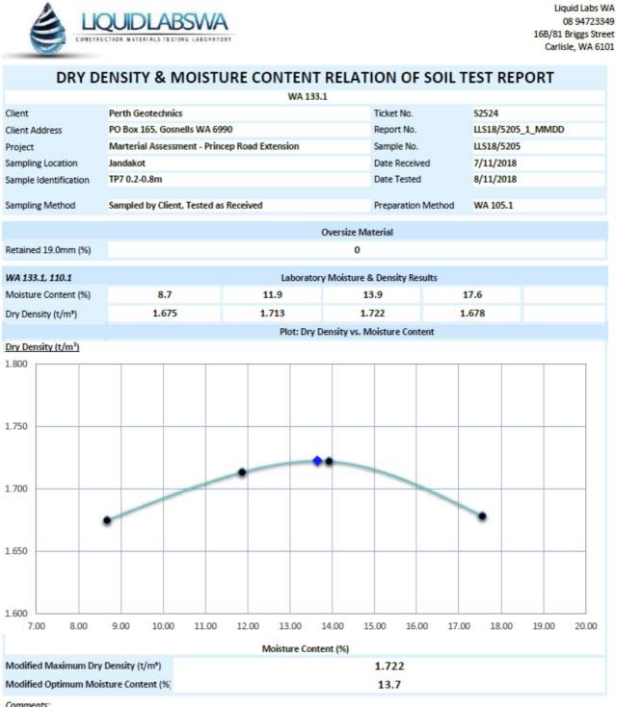 LIQUIDLABSWA
CONSTRUCTION MATERIALS TESTING LABORATORY
Liquid Labs WA
08 94723349
16B/81 Briggs Street
Carlisle, WA 6101
DRY DENSITY & MOISTURE CONTENT RELATION OF SOIL TEST REPORT
WA 133.1
Client Perth Geotechnics Ticket No. S2524
Client Address PO Box 165, Gosnells WA 6990 Report No. LLS18/5205_1_MMDD
Project Marterial Assessment - Princep Road Extension Sample No. LLS18/5205
Sampling Location Jandakot Date Received 7/11/2018
Sample Identification TP7 0.2-0.8m Date Tested 8/11/2018
Sampling Method Sampled by Client, Tested as Received Preparation Method WA 105.1
Oversize Material
Retained 19.0mm (%) 0
WA 133.1, 110.1 Laboratory Moisture & Density Results
Moisture Content (%) 8.7 11.9 13.9 17.6
Dry Density (t/m³) 1.675 1.713 1.722 1.678
Plot: Dry Density vs. Moisture Content
Dry Density (t/m³)
1.800
1.750
1.700
1.650
1.600
7.00 8.00 9.00 10.00 11.00 12.00 13.00 14.00 15.00 16.00 17.00 18.00 19.00 20.00
Moisture Content (%)
Modified Maximum Dry Density (t/m³) 1.722
Modified Optimum Moisture Content (%) 13.7
Comments: